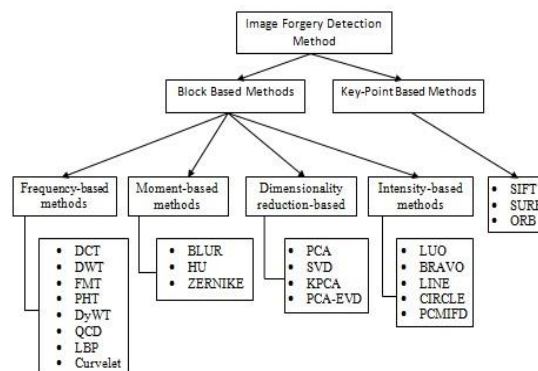 Image Forgery Detection
Method
Block Based Methods
Key-Point Based Methods
Frequency-based
methods
Moment-based
methods
Dimensionality
reduction-based
Intensity-based
methods
• SIFT
• SURF
• ORB
• DCT
• DWT
• FMT
• PHT
• DyWT
• QCD
• LBP
• Curvelet
• BLUR
• HU
• ZERNIKE
• PCA
• SVD
• KPCA
• PCA-EVD
• LUO
• BRAVO
• LINE
• CIRCLE
• PCMIFD